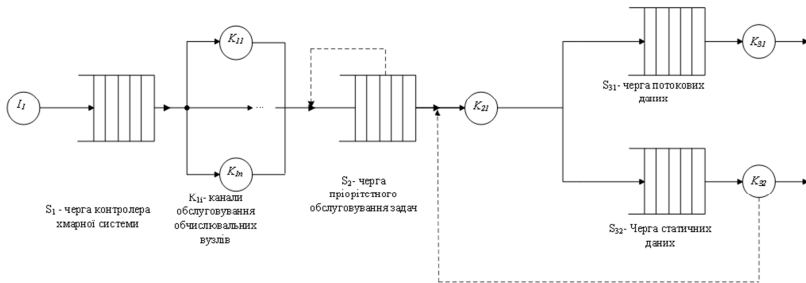 I1
S1 - черга контролера
хмарної системи
K11
...
K1n
K1i- канали
обслуговування
обчислювальних
вузлів
S2- черга
пріорітстного
обслуговування задач
K21
S31- черга потокових
даних
K31
S32- Черга статичних
даних
K32